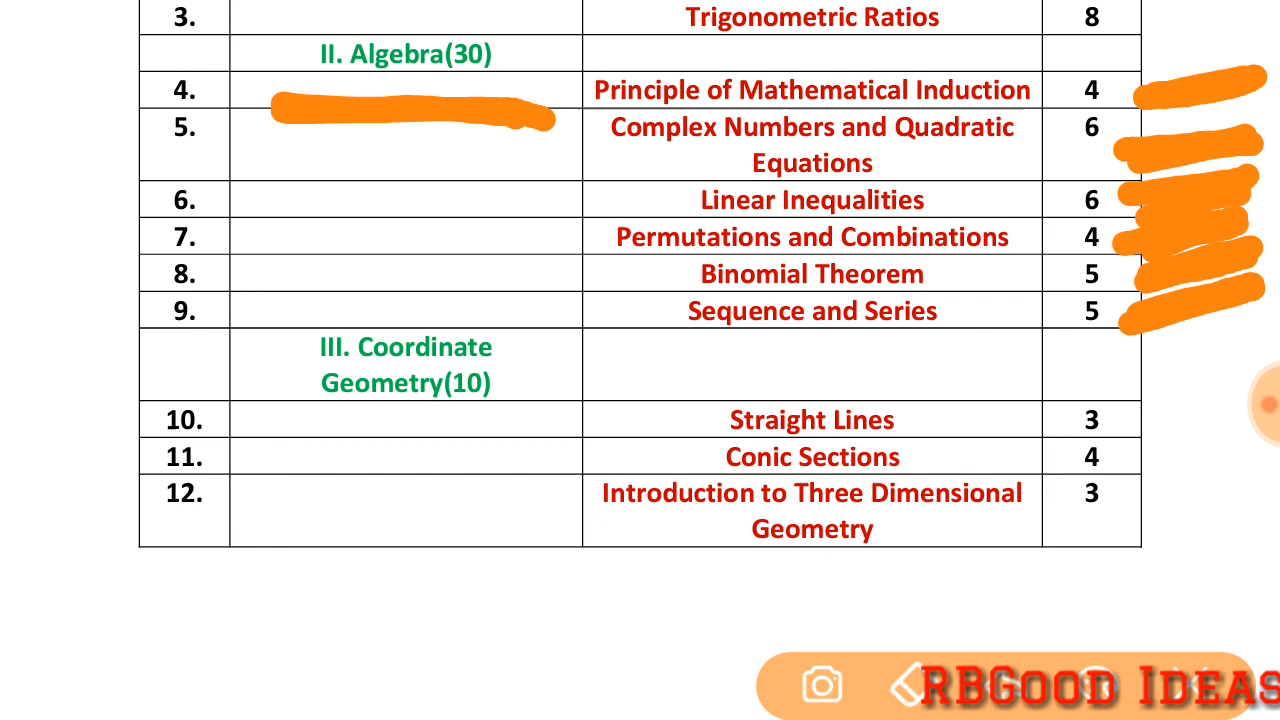 3. Trigonometric Ratios 8
II. Algebra(30)
4. Principle of Mathematical Induction 4
5. Complex Numbers and Quadratic 6
Equations
6. Linear Inequalities 6
7. Permutations and Combinations 4
8. Binomial Theorem 5
9. Sequence and Series 5
III. Coordinate
Geometry(10)
10. Straight Lines 3
11. Conic Sections 4
12. Introduction to Three Dimensional 3
Geometry
RBGood Ideas